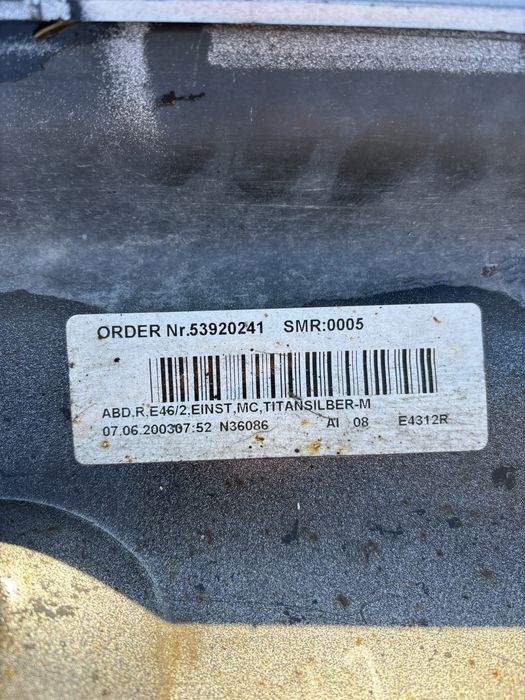 ORDER Nr.53920241 SMR:0005
ABD,R,E46/2,EINST,MC,TITANSILBER-M
07.06.200307:52 N36086 AI 08 E4312R